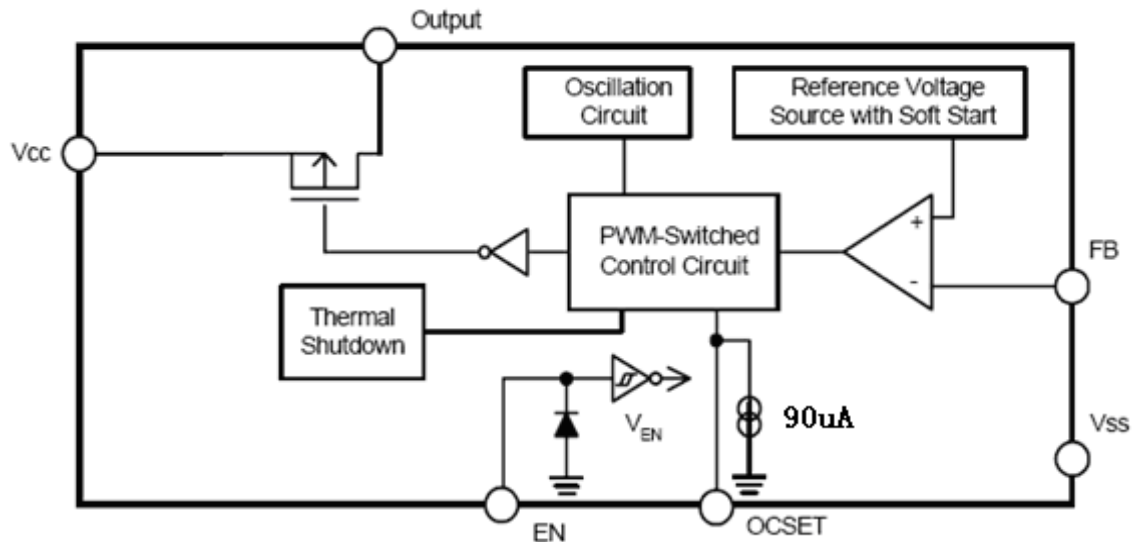 Output
Oscillation
Circuit
Reference Voltage
Source with Soft Start
Vcc
+
PWM-Switched
Control Circuit
-
FB
Thermal
Shutdown
VEN
90uA
Vss
EN
OCSET